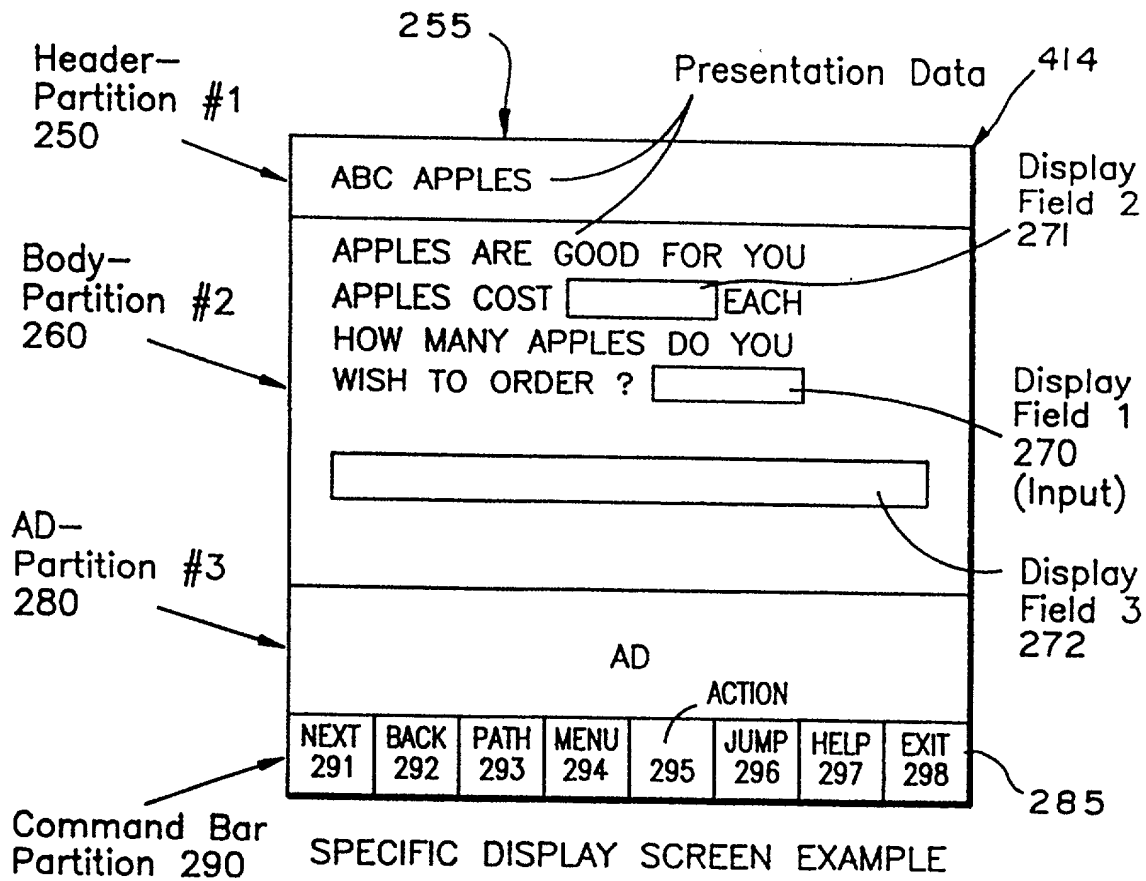 255
Header–
Partition #1
250
Presentation Data
414
ABC APPLES
Display
Field 2
271
Body–
Partition #2
260
APPLES ARE GOOD FOR YOU
APPLES COST EACH
HOW MANY APPLES DO YOU
WISH TO ORDER ?
Display
Field 1
270
(Input)
AD–
Partition #3
280
Display
Field 3
272
AD
ACTION
NEXT BACK PATH MENU JUMP HELP EXIT
291 292 293 294 295 296 297 298
285
Command Bar
Partition 290
SPECIFIC DISPLAY SCREEN EXAMPLE